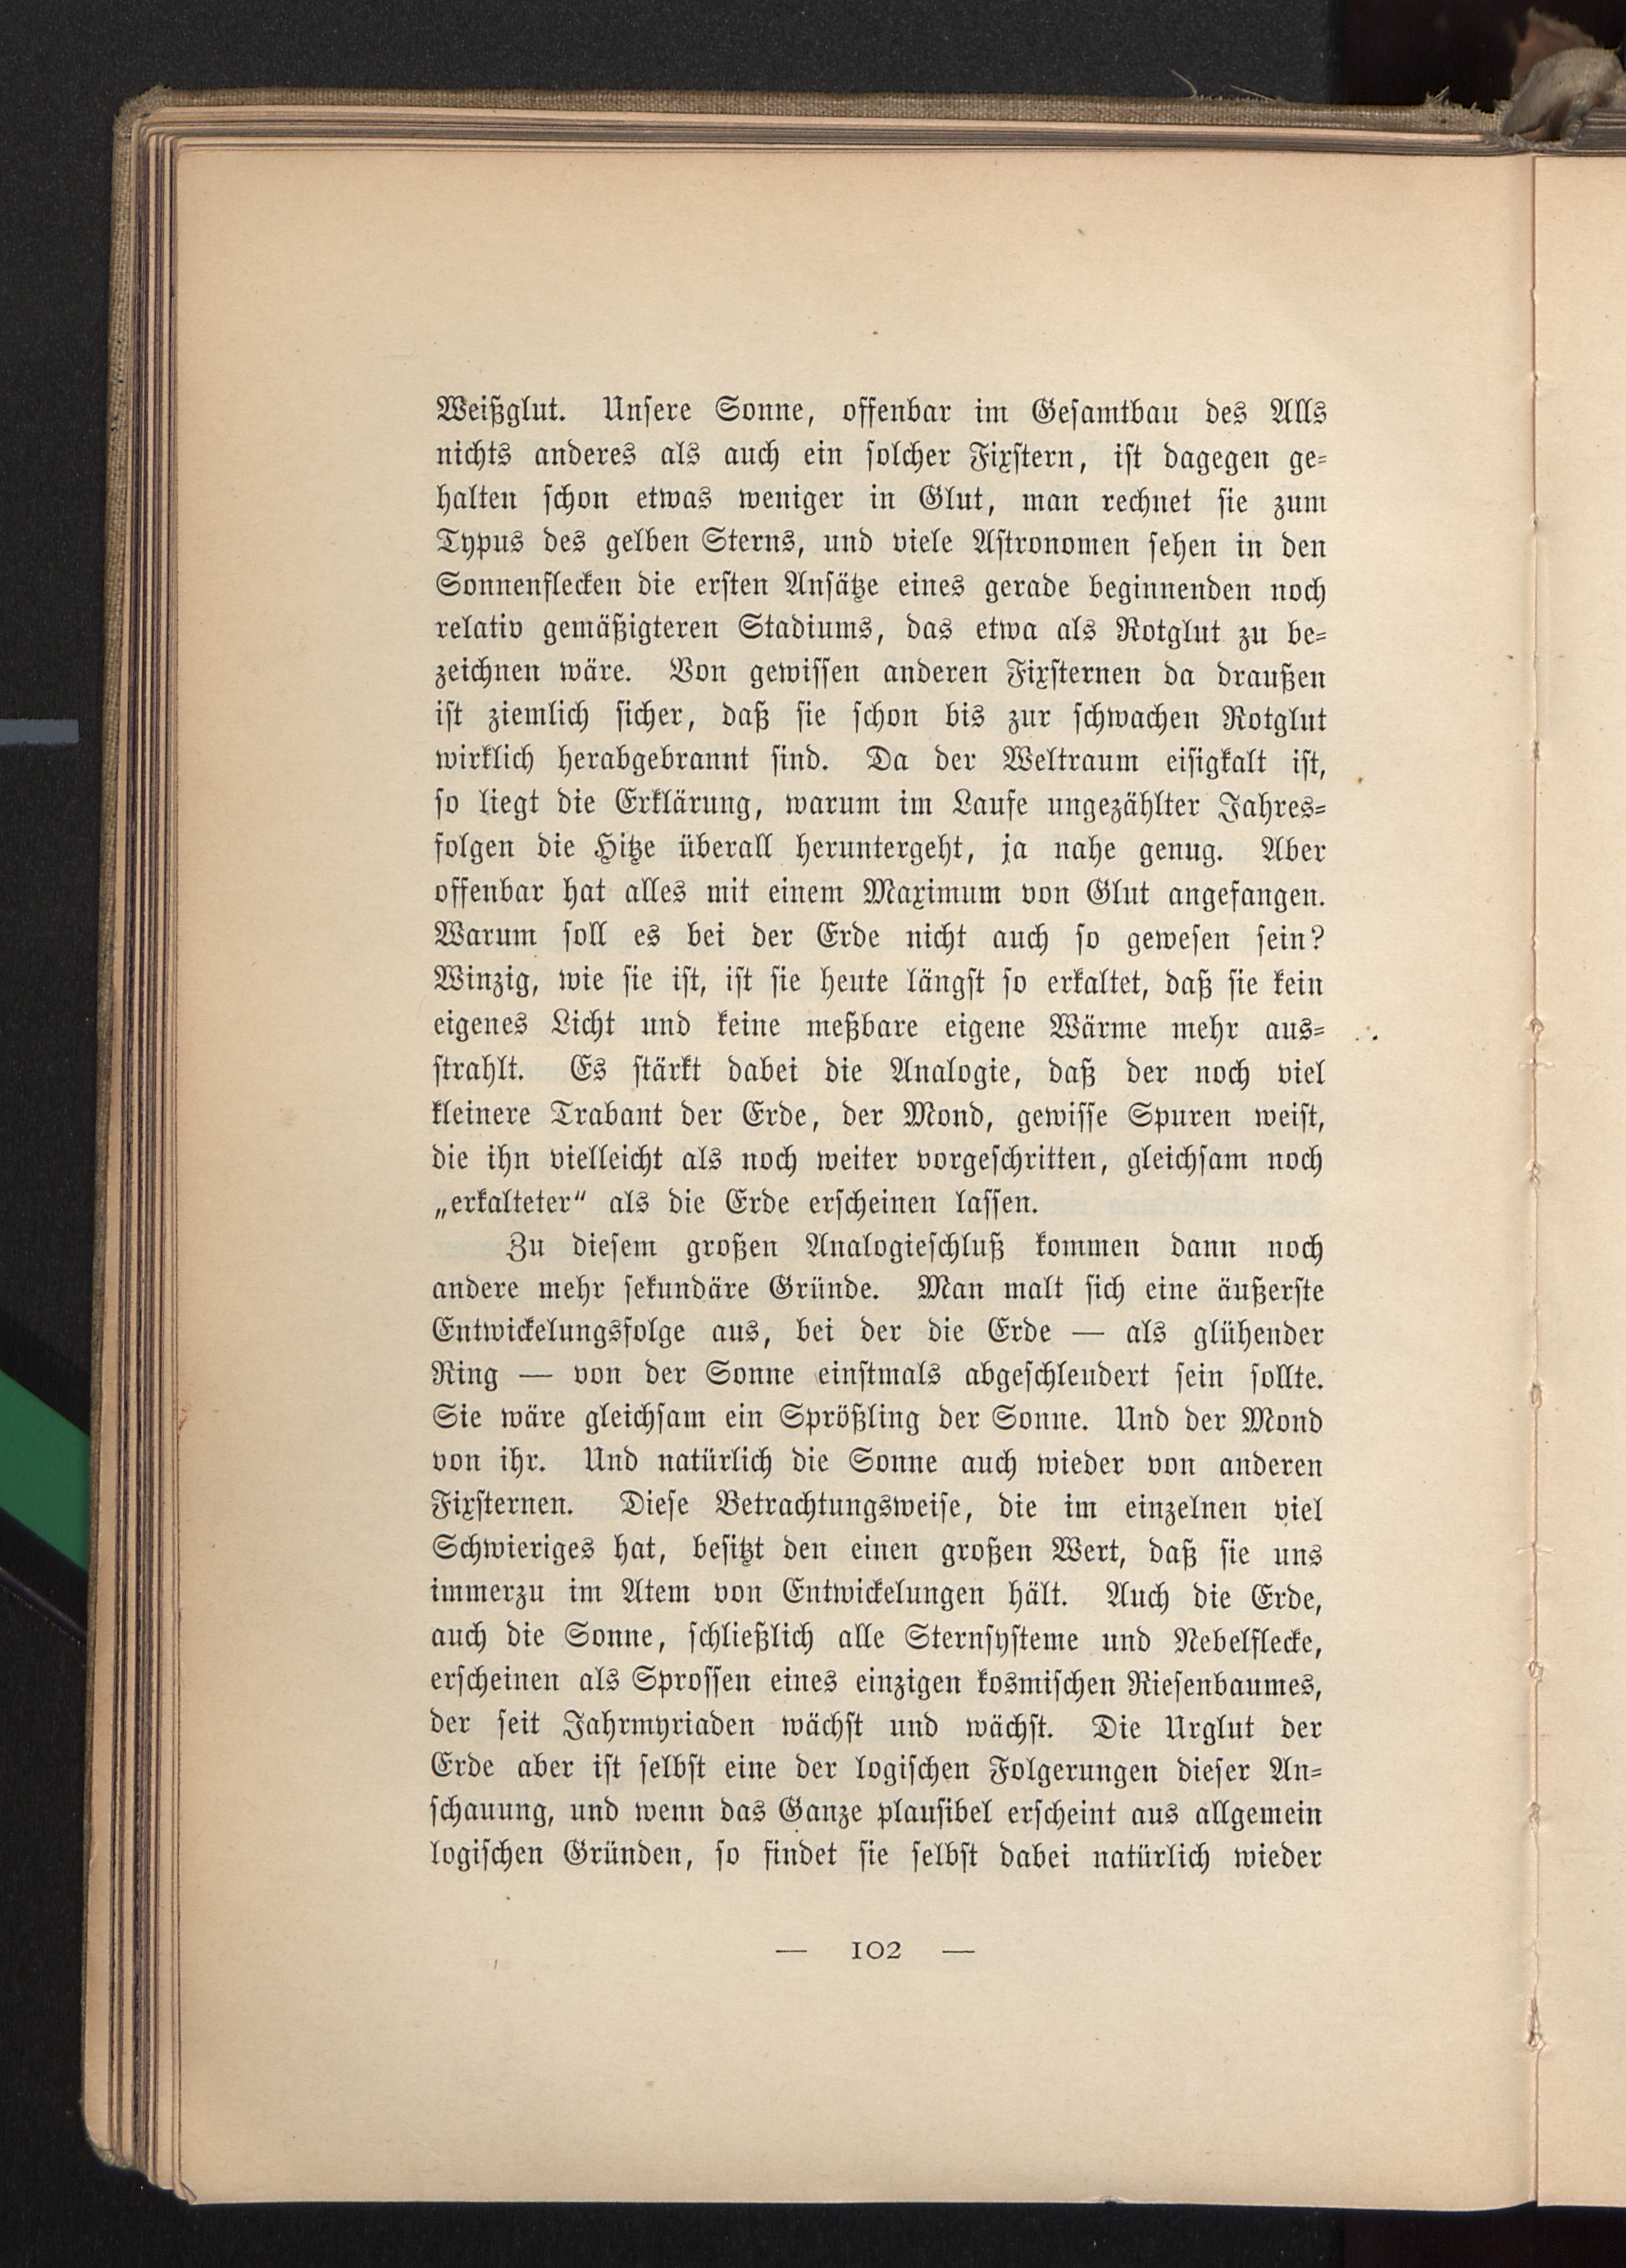 Weißglut. Unsere Sonne, offenbar im Gesamtbau des Alls
nichts anderes als auch ein solcher Fixstern, ist dagegen ge-
halten schon etwas weniger in Glut, man rechnet sie zum
Typus des gelben Sterns, und viele Astronomen sehen in den
Sonnenflecken die ersten Ansätze eines gerade beginnenden noch
relativ gemäßigteren Stadiums, das etwa als Rotglut zu be-
zeichnen wäre. Von gewissen anderen Fixsternen da draußen
ist ziemlich sicher, daß sie schon bis zur schwachen Rotglut
wirklich herabgebrannt sind. Da der Weltraum eisigkalt ist,
so liegt die Erklärung, warum im Laufe ungezählter Jahres-
folgen die Hitze überall heruntergeht, ja nahe genug. Aber
offenbar hat alles mit einem Maximum von Glut angefangen.
Warum soll es bei der Erde nicht auch so gewesen sein?
Winzig, wie sie ist, ist sie heute längst so erkaltet, daß sie kein
eigenes Licht und keine meßbare eigene Wärme mehr aus-
strahlt. Es stärkt dabei die Analogie, daß der noch viel
kleinere Trabant der Erde, der Mond, gewisse Spuren weist,
die ihn vielleicht als noch weiter vorgeschritten, gleichsam noch
„erkalteter“ als die Erde erscheinen lassen.
Zu diesem großen Analogieschluß kommen dann noch
andere mehr sekundäre Gründe. Man malt sich eine äußerste
Entwickelungsfolge aus, bei der die Erde — als glühender
Ring — von der Sonne einstmals abgeschleudert sein sollte.
Sie wäre gleichsam ein Sprößling der Sonne. Und der Mond
von ihr. Und natürlich die Sonne auch wieder von anderen
Fixsternen. Diese Betrachtungsweise, die im einzelnen viel
Schwieriges hat, besitzt den einen großen Wert, daß sie uns
immerzu im Atem von Entwickelungen hält. Auch die Erde,
auch die Sonne, schließlich alle Sternsysteme und Nebelflecke,
erscheinen als Sprossen eines einzigen kosmischen Riesenbaumes,
der seit Jahrmyriaden wächst und wächst. Die Urglut der
Erde aber ist selbst eine der logischen Folgerungen dieser An-
schauung, und wenn das Ganze plausibel erscheint aus allgemein
logischen Gründen, so findet sie selbst dabei natürlich wieder
— 102 —